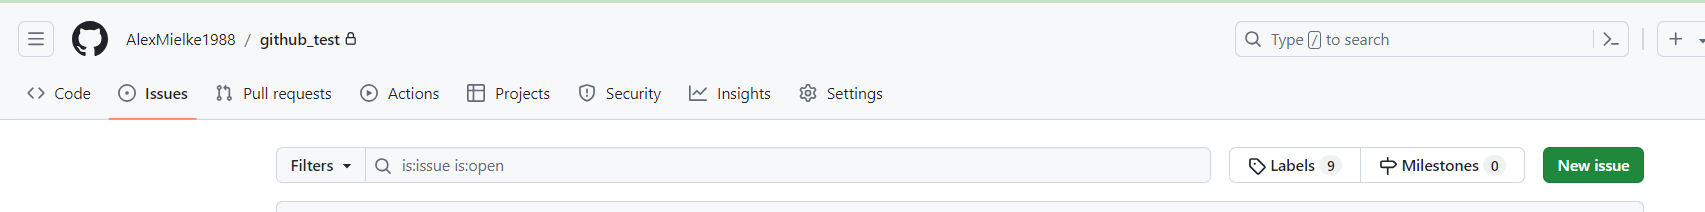 AlexMielke1988 / github_test
Type / to search
Code Issues Pull requests Actions Projects Security Insights Settings
Filters is:issue is:open Labels 9 Milestones 0 New issue